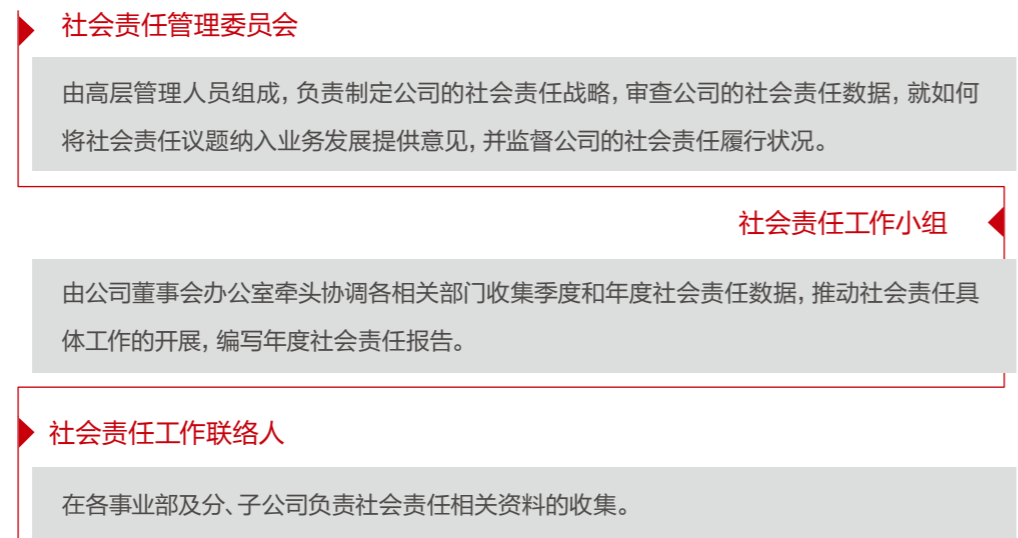 社会责任管理委员会
由高层管理人员组成，负责制定公司的社会责任战略，审查公司的社会责任数据，就如何
将社会责任议题纳入业务发展提供意见，并监督公司的社会责任履行状况。
社会责任工作小组
由公司董事会办公室牵头协调各相关部门收集季度和年度社会责任数据，推动社会责任具
体工作的开展，编写年度社会责任报告。
社会责任工作联络人
在各事业部及分、子公司负责社会责任相关资料的收集。